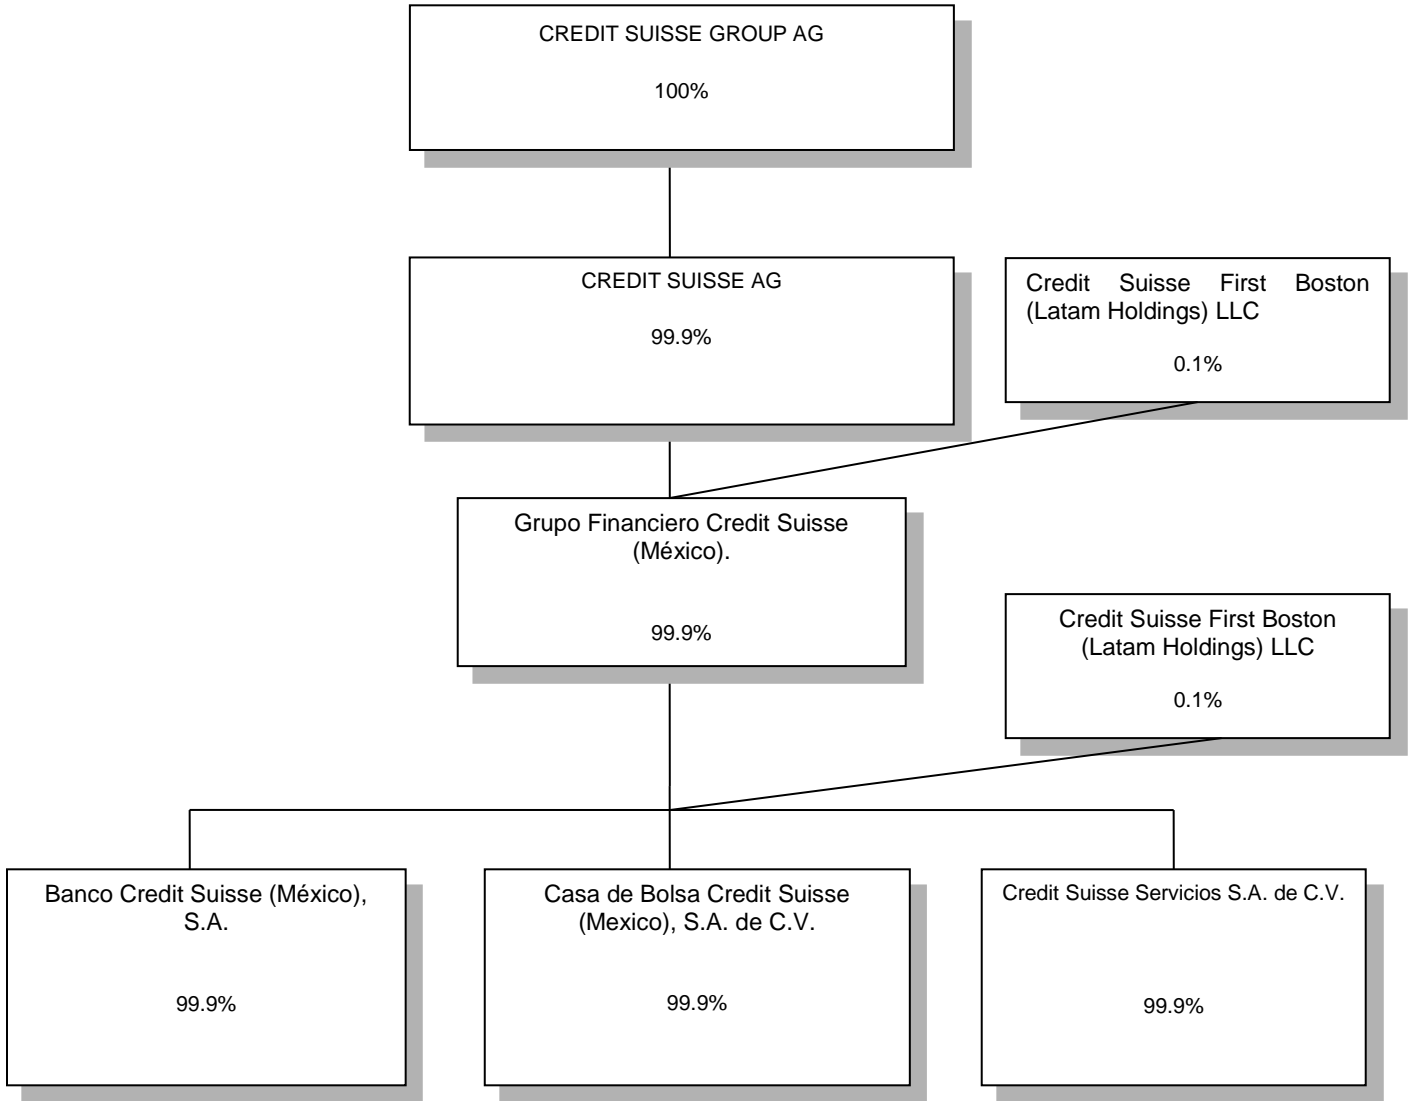 CREDIT SUISSE GROUP AG
100%
CREDIT SUISSE AG
99.9%
Credit Suisse First Boston
(Latam Holdings) LLC
0.1%
Grupo Financiero Credit Suisse
(México).
99.9%
Credit Suisse First Boston
(Latam Holdings) LLC
0.1%
Banco Credit Suisse (México),
S.A.
99.9%
Casa de Bolsa Credit Suisse
(Mexico), S.A. de C.V.
99.9%
Credit Suisse Servicios S.A. de C.V.
99.9%